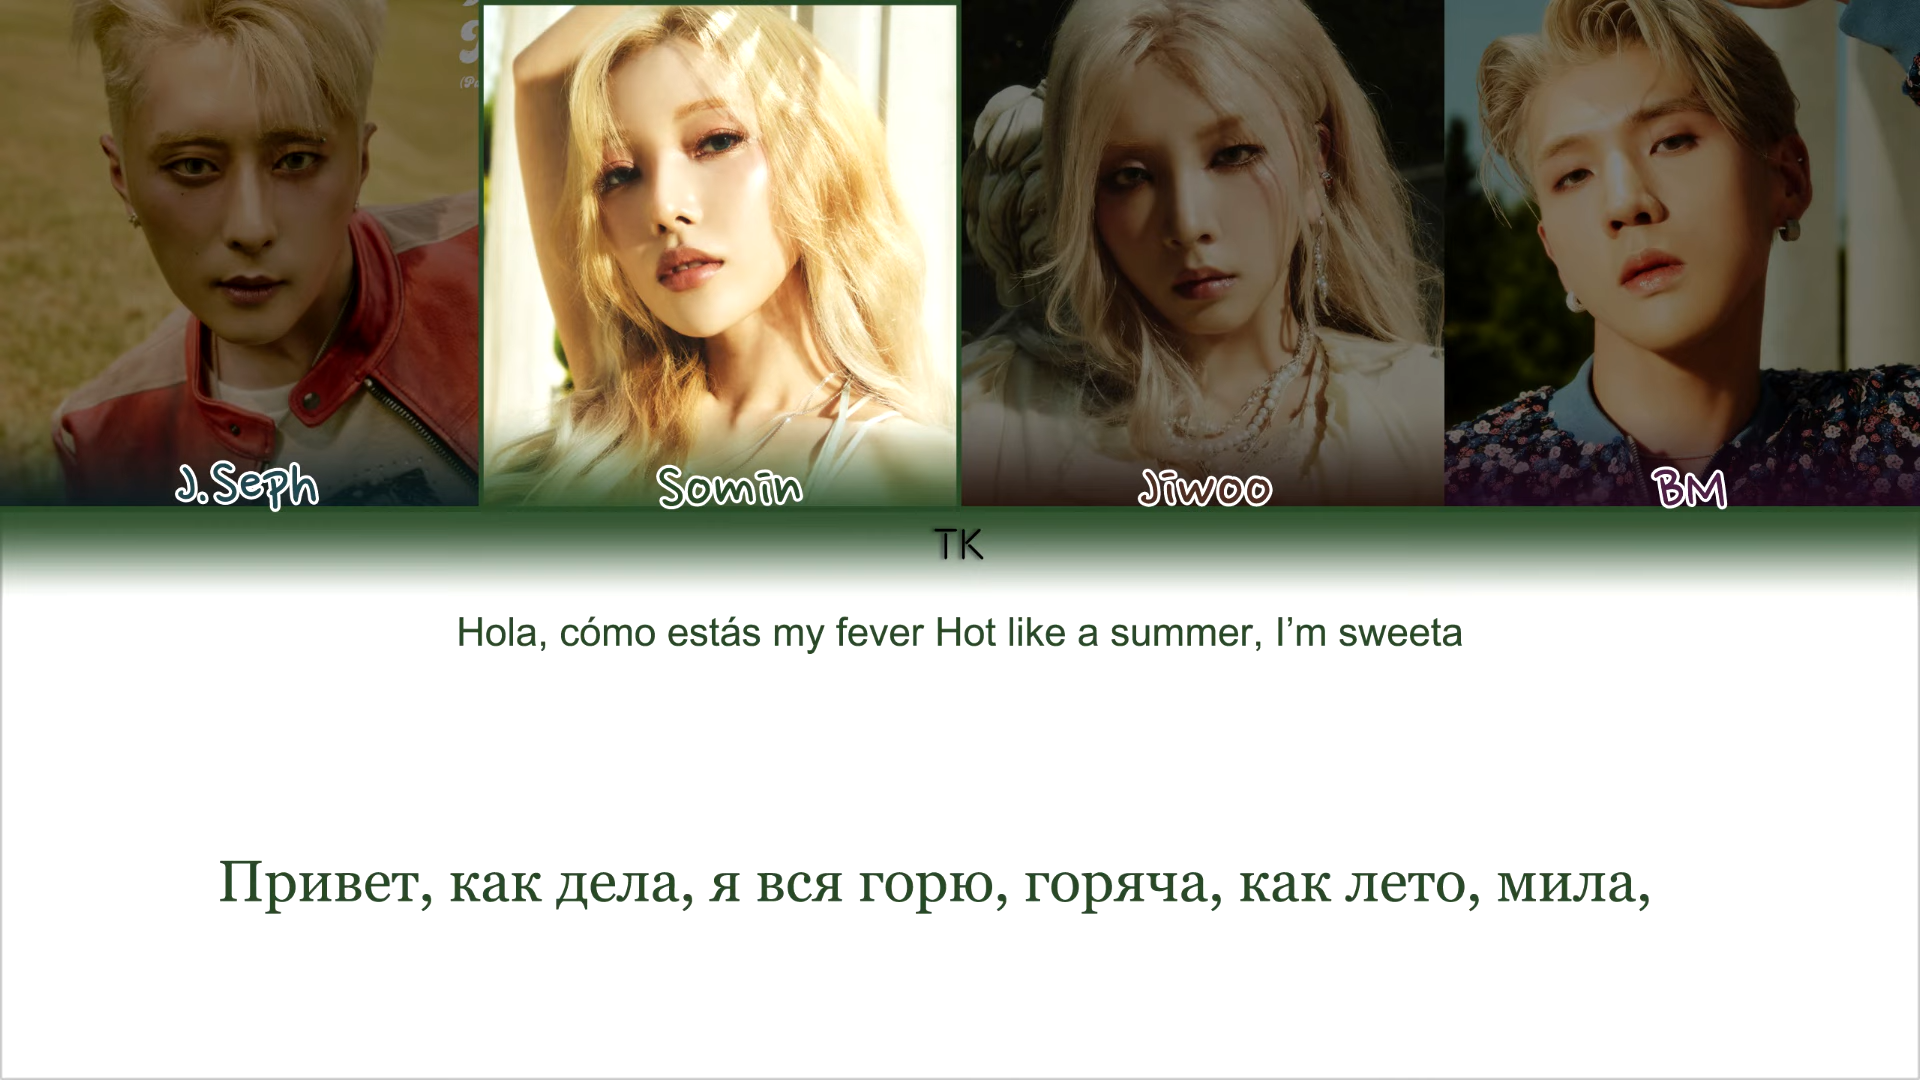 J.Seph
Somin
Jiwoo
BM
TK
Hola, cómo estás my fever Hot like a summer, I’m sweeta
Привет, как дела, я вся горю, горяча, как лето, мила,